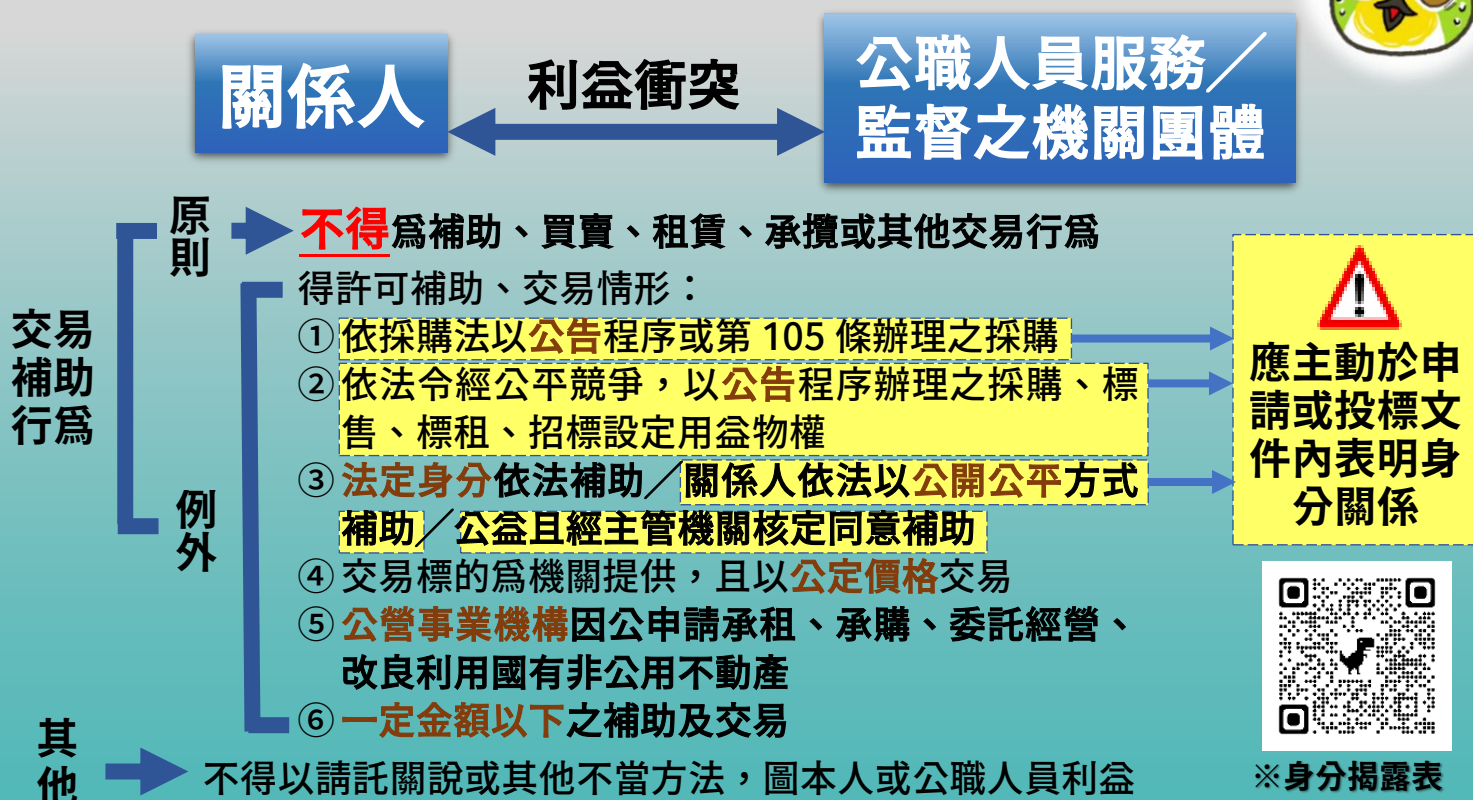 關係人
利益衝突
公職人員服務／
監督之機關團體
交易
補助
行為
原則
不得為補助、買賣、租賃、承攬或其他交易行為
例外
得許可補助、交易情形：
①依採購法以公告程序或第 105 條辦理之採購
②依法令經公平競爭，以公告程序辦理之採購、標
售、標租、招標設定用益物權
③法定身分依法補助／關係人依法以公開公平方式
補助／公益且經主管機關核定同意補助
④交易標的為機關提供，且以公定價格交易
⑤公營事業機構因公申請承租、承購、委託經營、
改良利用國有非公用不動產
⑥一定金額以下之補助及交易
應主動於申
請或投標文
件內表明身
分關係
其他
不得以請託關說或其他不當方法，圖本人或公職人員利益
※身分揭露表